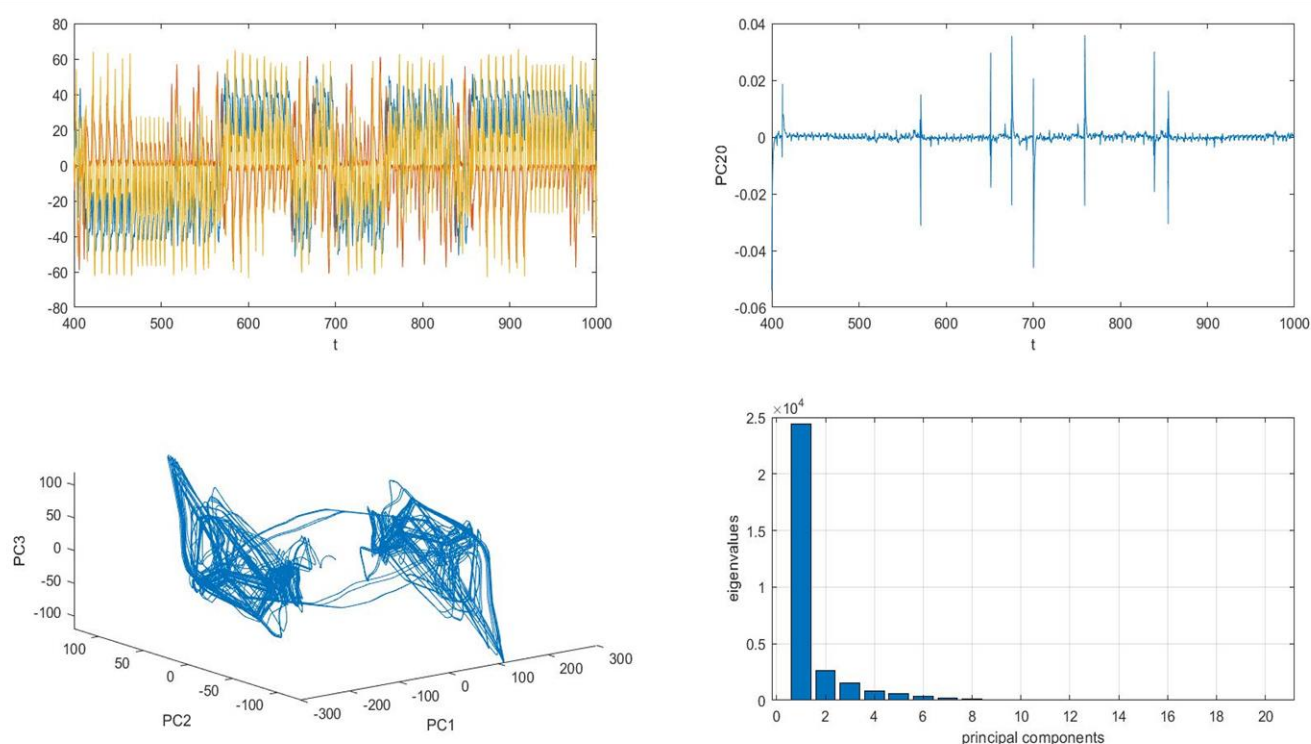 80
60
40
20
0
-20
-40
-60
-80
400 500 600 700 800 900 1000
t
0.04
0.02
0
-0.02
-0.04
-0.06
PC20
400 500 600 700 800 900 1000
t
100
50
0
-50
-100
PC3
100 50 0 -50 -100
PC2
-300 -200 -100 0 100 200 300
PC1
×10⁴
2.5
2
1.5
1
0.5
0
eigenvalues
0 2 4 6 8 10 12 14 16 18 20
principal components